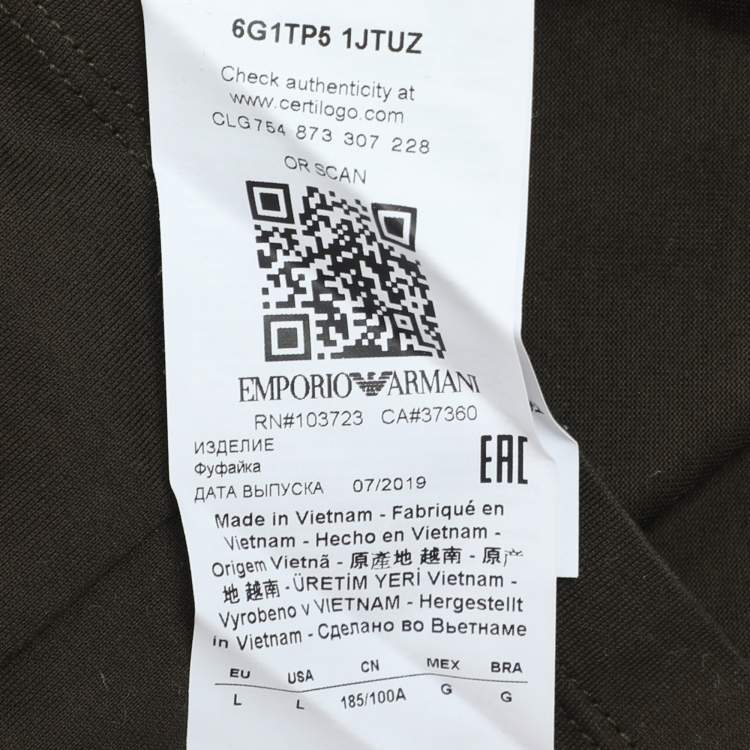 6G1TP5 1JTUZ
Check authenticity at
www.certilogo.com
CLG754 873 307 228
OR SCAN
EMPORIO ARMANI
RN#103723 CA#37360
ИЗДЕЛИЕ
Фуфайка
EAC
ДАТА ВЫПУСКА 07/2019
Made in Vietnam - Fabriqué en
Vietnam - Hecho en Vietnam -
Origem Vietnã - 原產地 越南 - 原产
地 越南 - ÜRETİM YERİ Vietnam -
Vyrobeno v VIETNAM - Hergestellt
in Vietnam - Сделано во Вьетнаме
EU USA CN MEX BRA
L L 185/100A G G